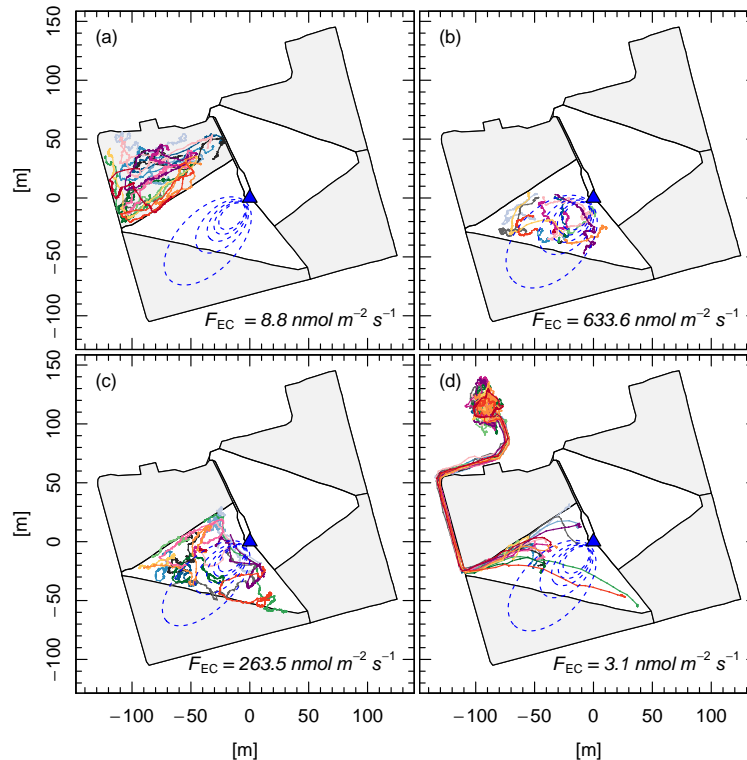 (a)
(b)
150
100
50
0
−50
−100
[m]
F_EC = 8.8 nmol m⁻² s⁻¹
F_EC = 633.6 nmol m⁻² s⁻¹
(c)
(d)
150
100
50
0
−50
−100
[m]
F_EC = 263.5 nmol m⁻² s⁻¹
F_EC = 3.1 nmol m⁻² s⁻¹
−100 −50 0 50 100
−100 −50 0 50 100
[m]
[m]